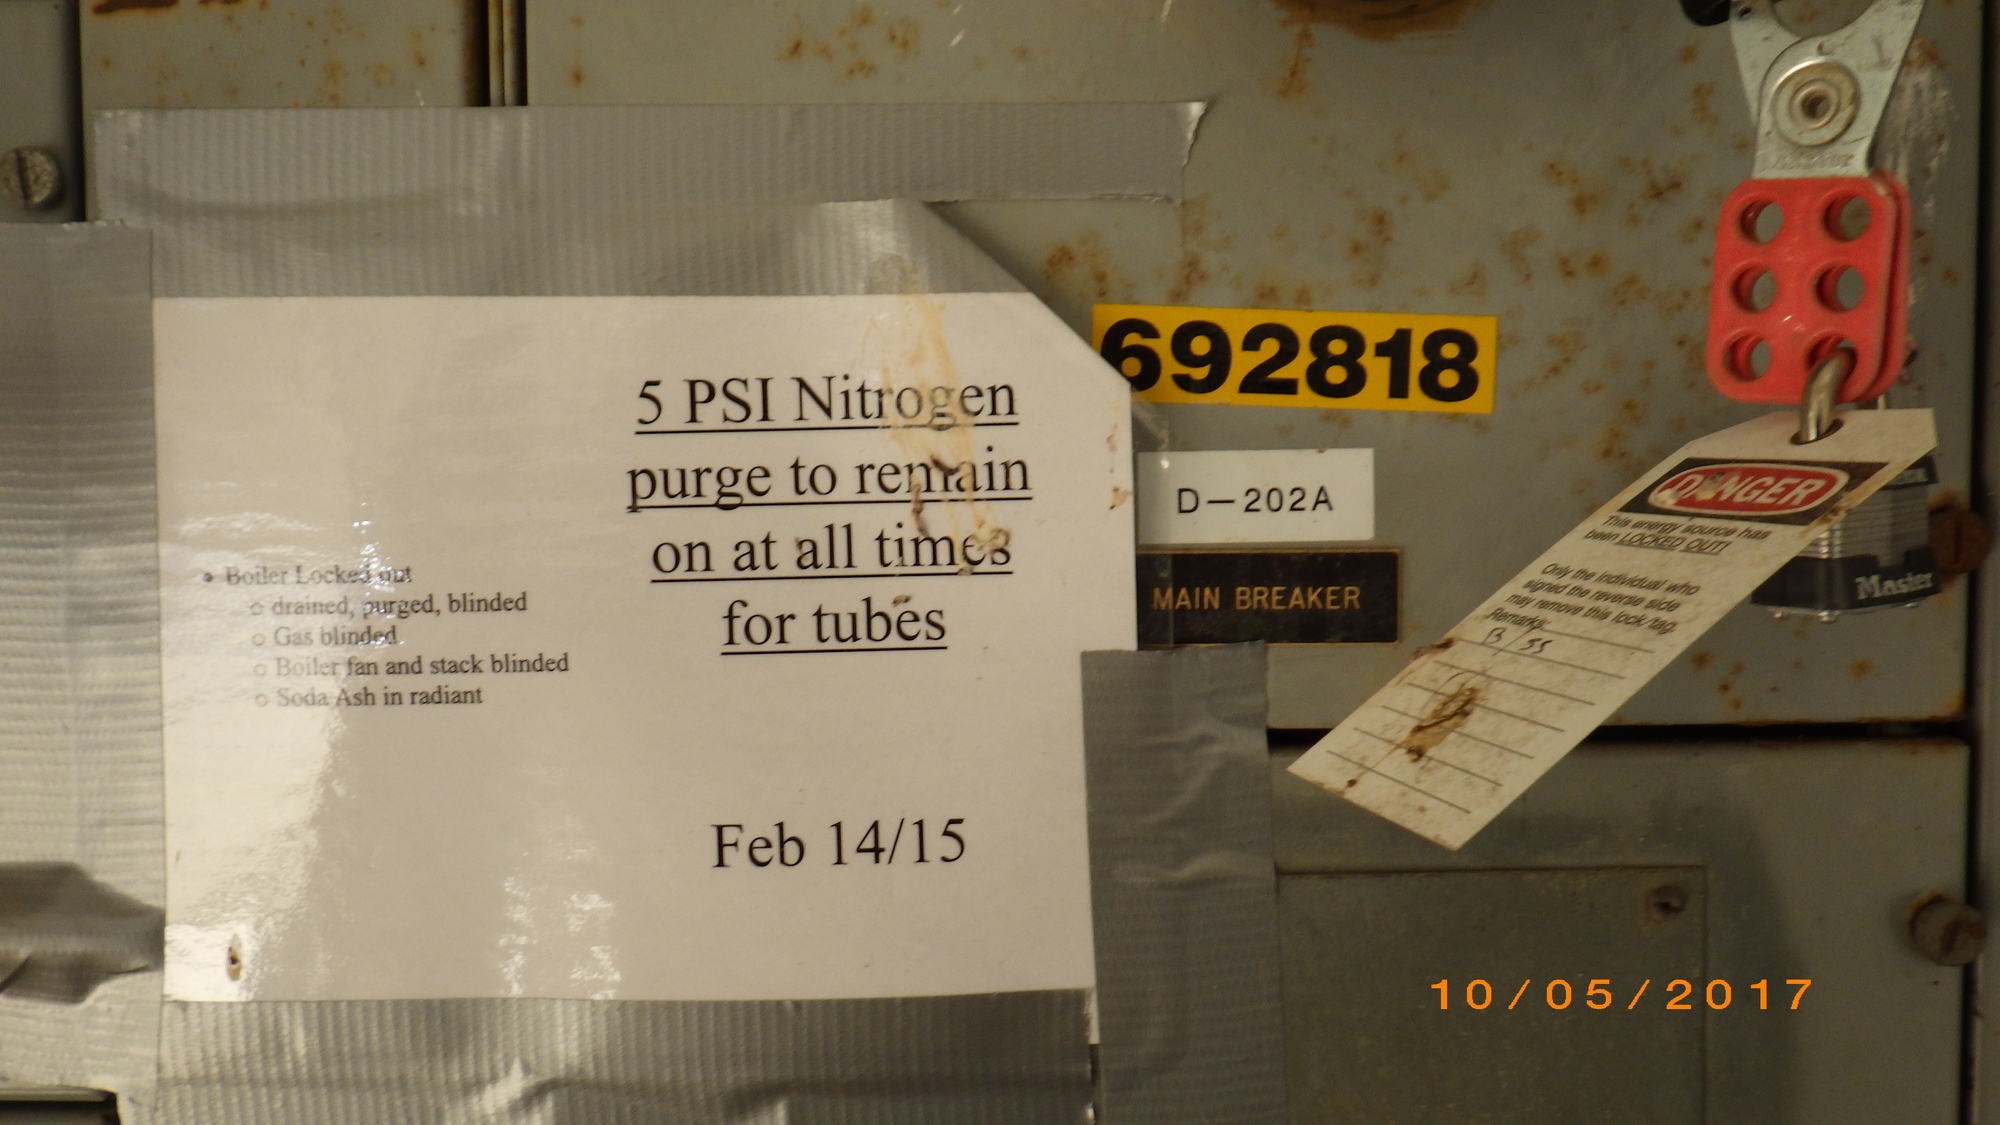 5 PSI Nitrogen
purge to remain
on at all times
for tubes
• Boiler Locked out
○ drained, purged, blinded
○ Gas blinded
○ Boiler fan and stack blinded
○ Soda Ash in radiant
Feb 14/15
692818
D-202A
MAIN BREAKER
DANGER
This energy source has
been LOCKED OUT!
Only the individual who
signed the reverse side
may remove this lock/tag.
Remarks:
Master
10/05/2017